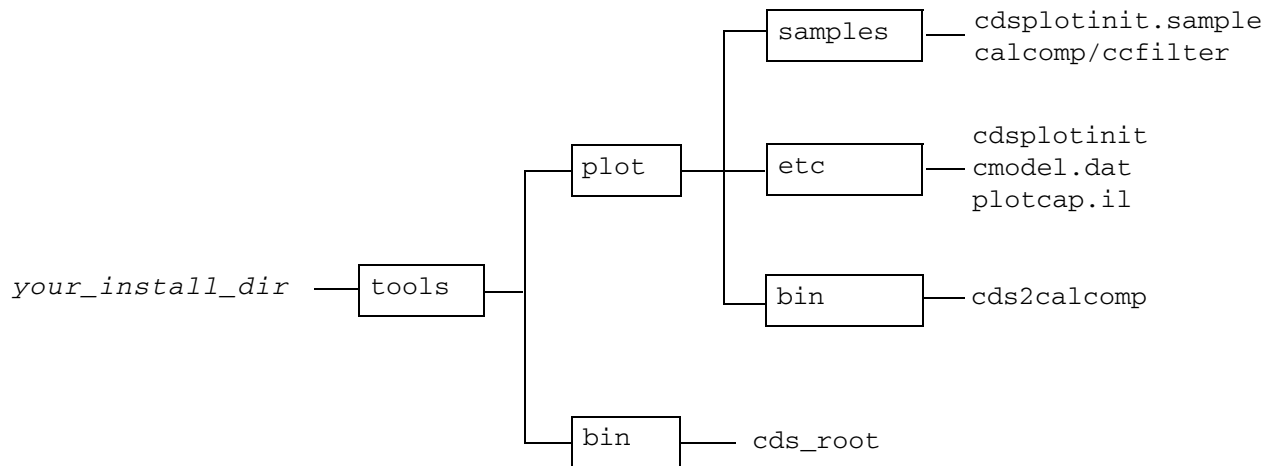 samples
cdsplotinit.sample
calcomp/ccfilter
plot
etc
cdsplotinit
cmodel.dat
plotcap.il
your_install_dir
tools
bin
cds2calcomp
bin
cds_root